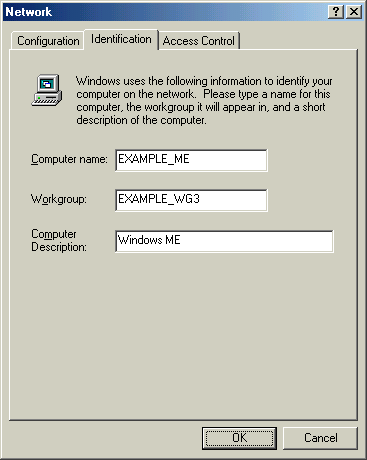 Network
Configuration Identification Access Control
Windows uses the following information to identify your
computer on the network. Please type a name for this
computer, the workgroup it will appear in, and a short
description of the computer.
Computer name: EXAMPLE_ME
Workgroup: EXAMPLE_WG3
Computer
Description: Windows ME
OK Cancel